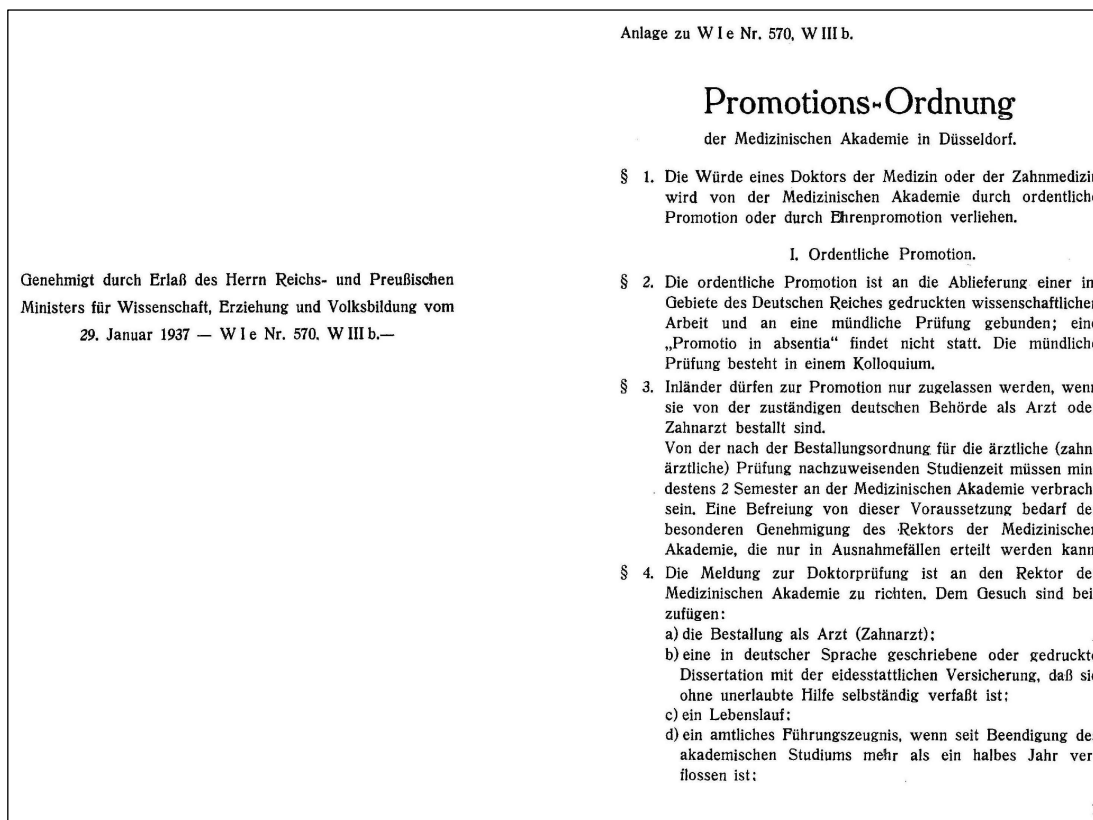 Genehmigt durch Erlaß des Herrn Reichs- und Preußischen
Ministers für Wissenschaft, Erziehung und Volksbildung vom
29. Januar 1937 — W I e Nr. 570. W III b.—
Anlage zu W I e Nr. 570, W III b.
Promotions-Ordnung
der Medizinischen Akademie in Düsseldorf.
§ 1. Die Würde eines Doktors der Medizin oder der Zahnmedizin
wird von der Medizinischen Akademie durch ordentliche
Promotion oder durch Ehrenpromotion verliehen.
I. Ordentliche Promotion.
§ 2. Die ordentliche Promotion ist an die Ablieferung einer im
Gebiete des Deutschen Reiches gedruckten wissenschaftlichen
Arbeit und an eine mündliche Prüfung gebunden; eine
„Promotio in absentia“ findet nicht statt. Die mündliche
Prüfung besteht in einem Kolloquium.
§ 3. Inländer dürfen zur Promotion nur zugelassen werden, wenn
sie von der zuständigen deutschen Behörde als Arzt oder
Zahnarzt bestallt sind.
Von der nach der Bestallungsordnung für die ärztliche (zahn-
ärztliche) Prüfung nachzuweisenden Studienzeit müssen min-
destens 2 Semester an der Medizinischen Akademie verbracht
sein. Eine Befreiung von dieser Voraussetzung bedarf der
besonderen Genehmigung des Rektors der Medizinischen
Akademie, die nur in Ausnahmefällen erteilt werden kann
§ 4. Die Meldung zur Doktorprüfung ist an den Rektor der
Medizinischen Akademie zu richten. Dem Gesuch sind bei-
zufügen:
a) die Bestallung als Arzt (Zahnarzt);
b) eine in deutscher Sprache geschriebene oder gedruckte
Dissertation mit der eidesstattlichen Versicherung, daß sie
ohne unerlaubte Hilfe selbständig verfaßt ist;
c) ein Lebenslauf;
d) ein amtliches Führungszeugnis, wenn seit Beendigung des
akademischen Studiums mehr als ein halbes Jahr ver-
flossen ist;